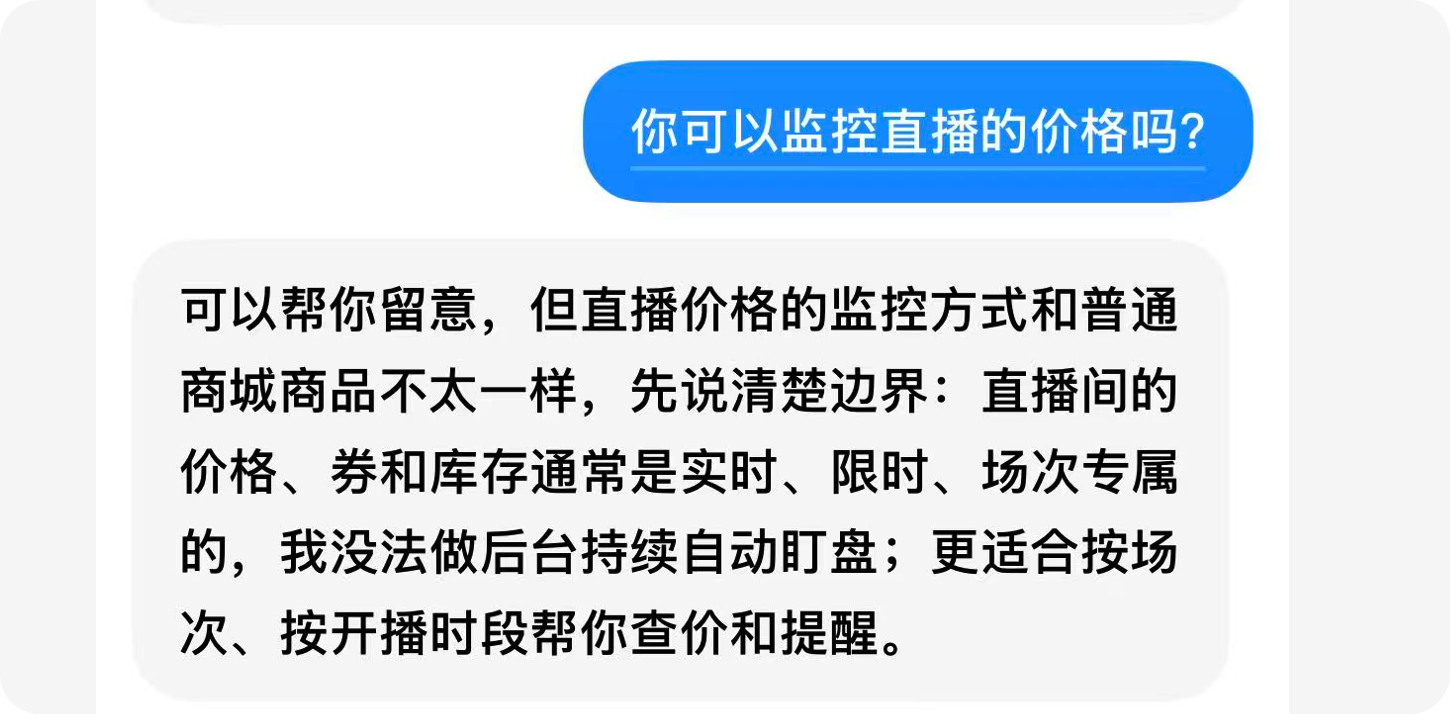 你可以监控直播的价格吗?
可以帮你留意，但直播价格的监控方式和普通
商城商品不太一样，先说清楚边界：直播间的
价格、券和库存通常是实时、限时、场次专属
的，我没法做后台持续自动盯盘；更适合按场
次、按开播时段帮你查价和提醒。